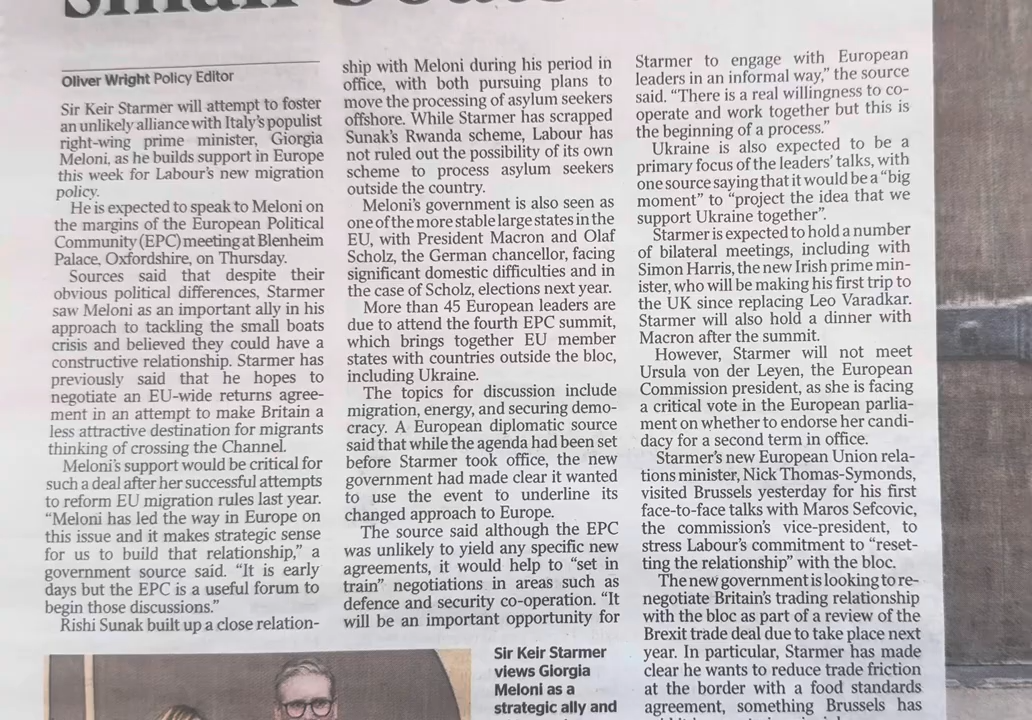 Oliver Wright Policy Editor
Sir Keir Starmer will attempt to foster
an unlikely alliance with Italy's populist
right-wing prime minister, Giorgia
Meloni, as he builds support in Europe
this week for Labour's new migration
policy.
He is expected to speak to Meloni on
the margins of the European Political
Community (EPC) meeting at Blenheim
Palace, Oxfordshire, on Thursday.
Sources said that despite their
obvious political differences, Starmer
saw Meloni as an important ally in his
approach to tackling the small boats
crisis and believed they could have a
constructive relationship. Starmer has
previously said that he hopes to
negotiate an EU-wide returns agree-
ment in an attempt to make Britain a
less attractive destination for migrants
thinking of crossing the Channel.
Meloni's support would be critical for
such a deal after her successful attempts
to reform EU migration rules last year.
"Meloni has led the way in Europe on
this issue and it makes strategic sense
for us to build that relationship," a
government source said. "It is early
days but the EPC is a useful forum to
begin those discussions."
Rishi Sunak built up a close relation-
ship with Meloni during his period in
office, with both pursuing plans to
move the processing of asylum seekers
offshore. While Starmer has scrapped
Sunak's Rwanda scheme, Labour has
not ruled out the possibility of its own
scheme to process asylum seekers
outside the country.
Meloni's government is also seen as
one of the more stable large states in the
EU, with President Macron and Olaf
Scholz, the German chancellor, facing
significant domestic difficulties and in
the case of Scholz, elections next year.
More than 45 European leaders are
due to attend the fourth EPC summit,
which brings together EU member
states with countries outside the bloc,
including Ukraine.
The topics for discussion include
migration, energy, and securing demo-
cracy. A European diplomatic source
said that while the agenda had been set
before Starmer took office, the new
government had made clear it wanted
to use the event to underline its
changed approach to Europe.
The source said although the EPC
was unlikely to yield any specific new
agreements, it would help to "set in
train" negotiations in areas such as
defence and security co-operation. "It
will be an important opportunity for
Starmer to engage with European
leaders in an informal way," the source
said. "There is a real willingness to co-
operate and work together but this is
the beginning of a process."
Ukraine is also expected to be a
primary focus of the leaders' talks, with
one source saying that it would be a "big
moment" to "project the idea that we
support Ukraine together".
Starmer is expected to hold a number
of bilateral meetings, including with
Simon Harris, the new Irish prime min-
ister, who will be making his first trip to
the UK since replacing Leo Varadkar.
Starmer will also hold a dinner with
Macron after the summit.
However, Starmer will not meet
Ursula von der Leyen, the European
Commission president, as she is facing
a critical vote in the European parlia-
ment on whether to endorse her candi-
dacy for a second term in office.
Starmer's new European Union rela-
tions minister, Nick Thomas-Symonds,
visited Brussels yesterday for his first
face-to-face talks with Maros Sefcovic,
the commission's vice-president, to
stress Labour's commitment to "reset-
ting the relationship" with the bloc.
The new government is looking to re-
negotiate Britain's trading relationship
with the bloc as part of a review of the
Brexit trade deal due to take place next
year. In particular, Starmer has made
clear he wants to reduce trade friction
at the border with a food standards
agreement, something Brussels has
Sir Keir Starmer
views Giorgia
Meloni as a
strategic ally and